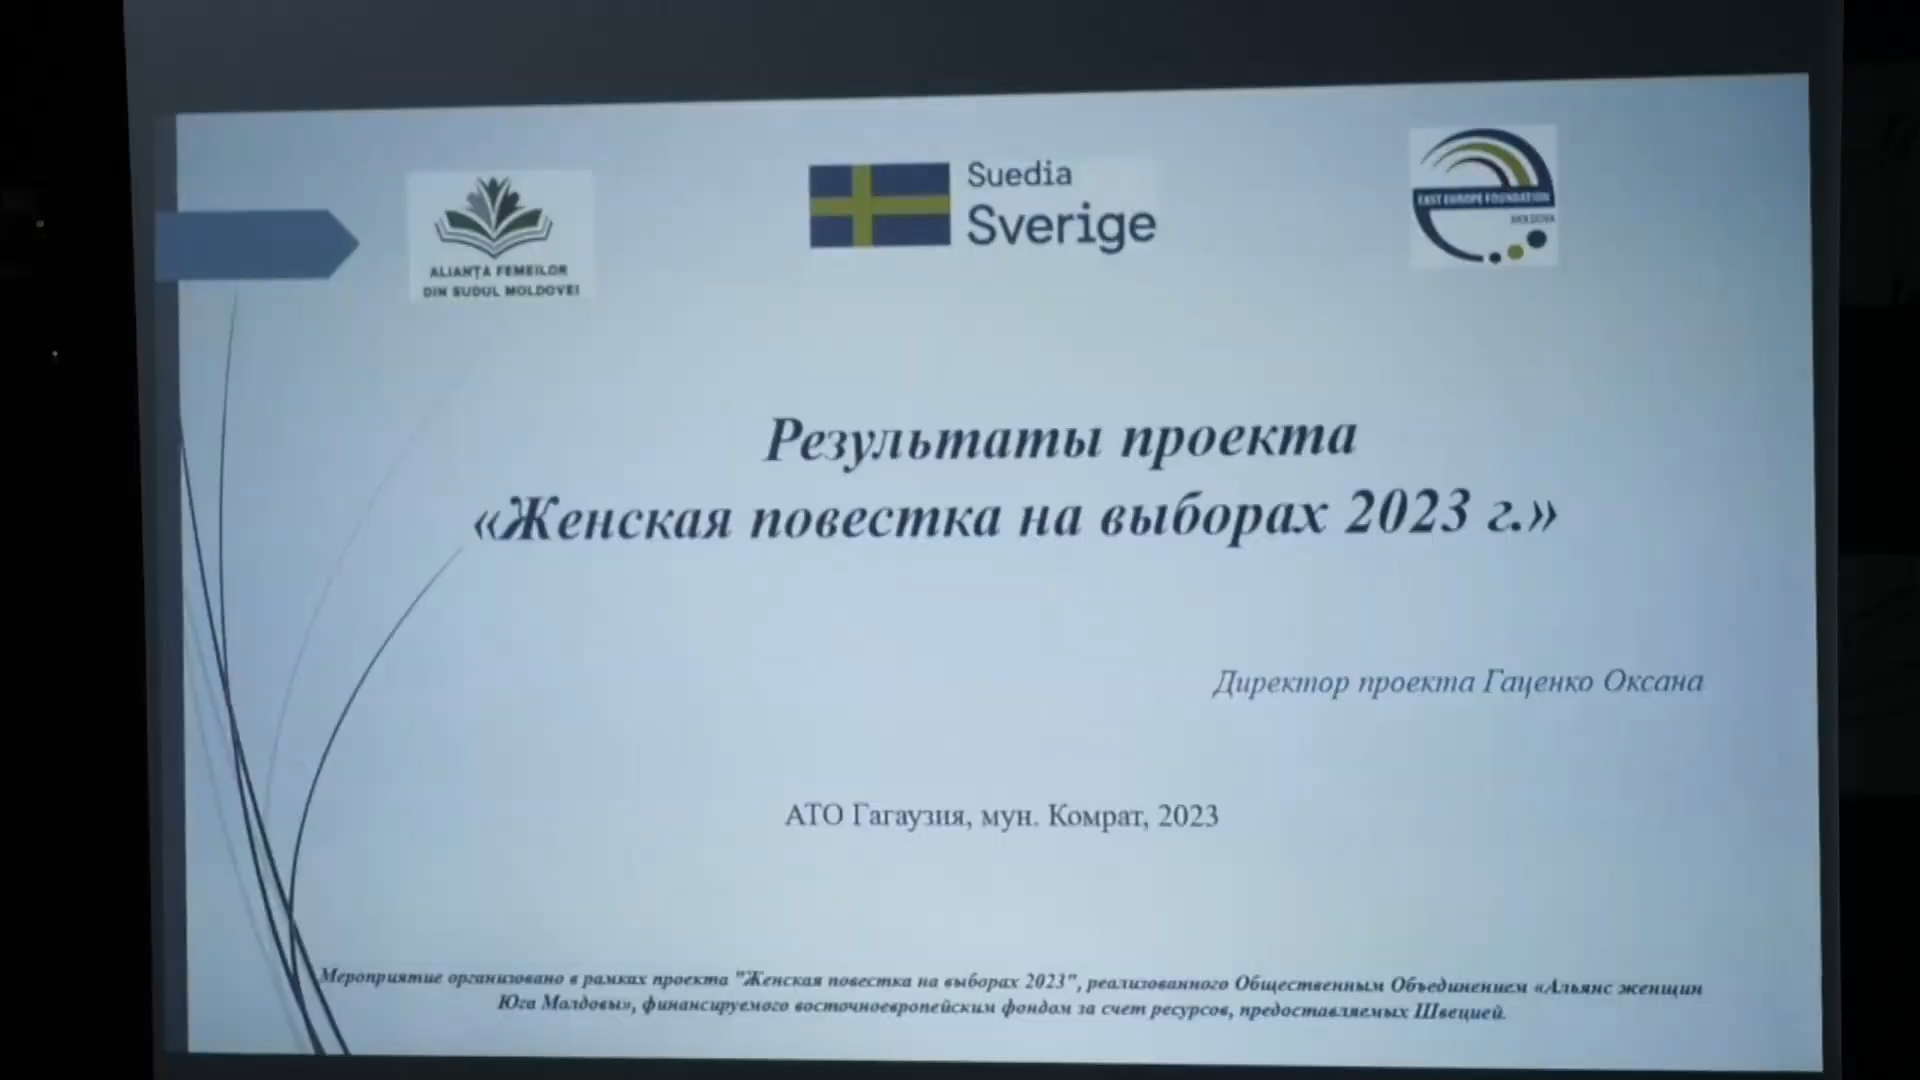 ALIANȚA FEMEILOR
DIN SUDUL MOLDOVEI
Suedia
Sverige
EAST EUROPE FOUNDATION
MOLDOVA
Результаты проекта
«Женская повестка на выборах 2023 г.»
Директор проекта Гаценко Оксана
АТО Гагаузия, мун. Комрат, 2023
Мероприятие организовано в рамках проекта "Женская повестка на выборах 2023", реализованного Общественным Объединением «Альянс женщин
Юга Молдовы», финансируемого восточноевропейским фондом за счет ресурсов, предоставляемых Швецией.